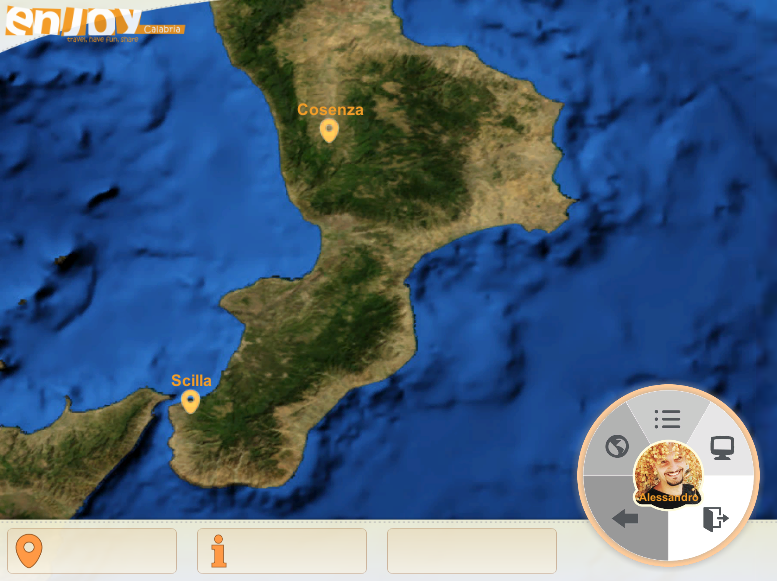 enjoy
Calabria
travel, have fun, share
Cosenza
Scilla
Alessandro